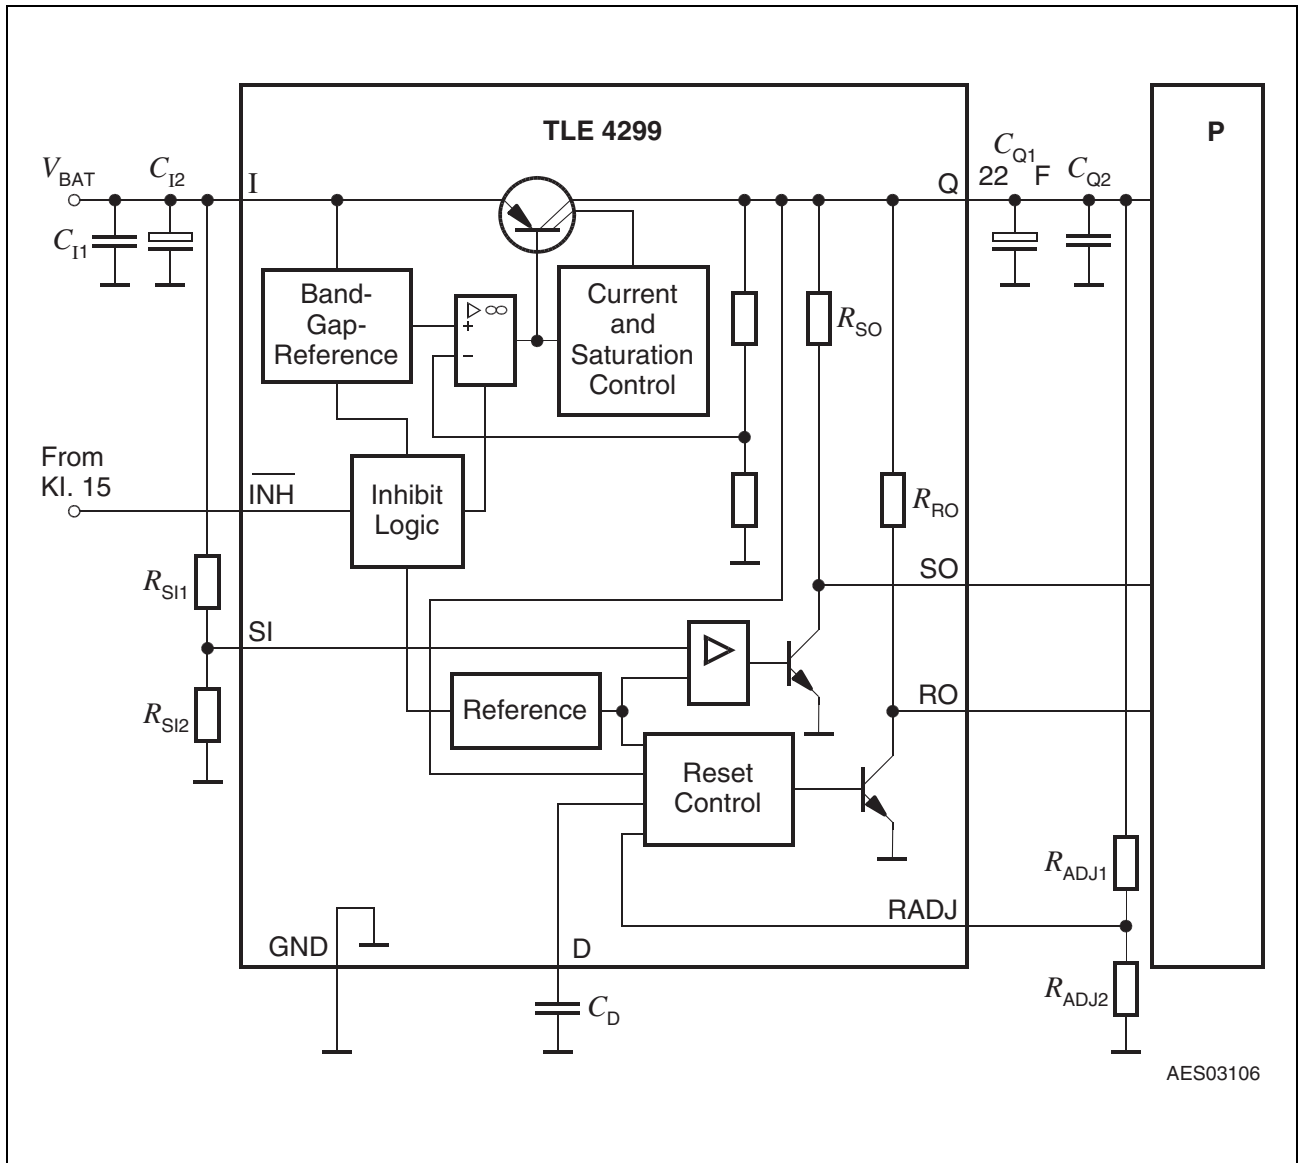 TLE 4299
P
V_BAT
C_I2
I
Q
C_Q1
22 F
C_Q2
C_I1
Band-
Gap-
Reference
▷ ∞
+
−
Current
and
Saturation
Control
R_SO
From
Kl. 15
I̅N̅H̅
Inhibit
Logic
R_RO
R_SI1
SO
SI
R_SI2
Reference
RO
Reset
Control
R_ADJ1
RADJ
GND
D
R_ADJ2
C_D
AES03106